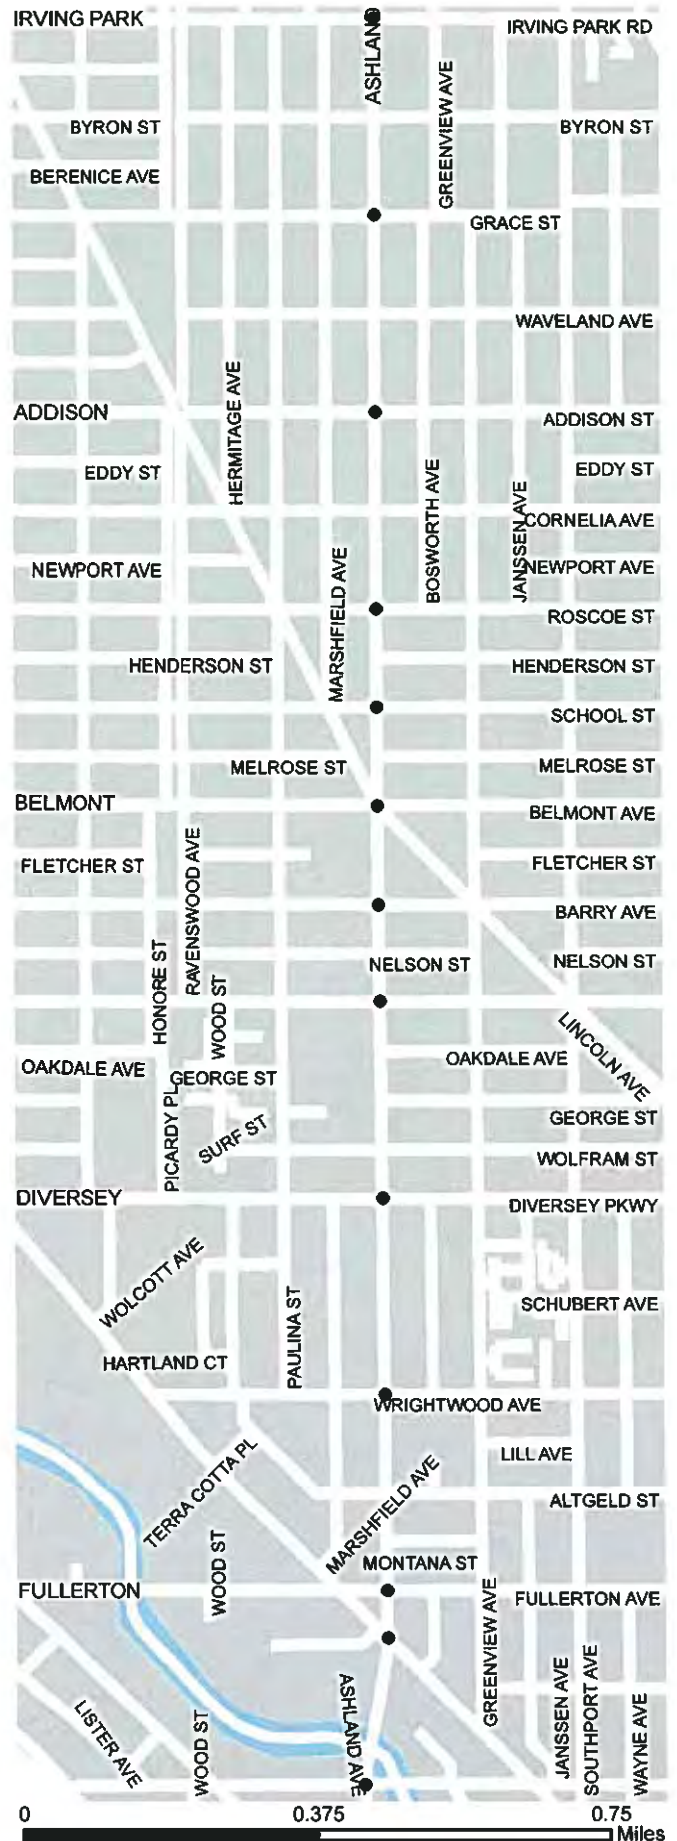 IRVING PARK
ASHLAND
IRVING PARK RD
GREENVIEW AVE
BYRON ST
BYRON ST
BERENICE AVE
GRACE ST
WAVELAND AVE
HERMITAGE AVE
ADDISON
ADDISON ST
EDDY ST
EDDY ST
BOSWORTH AVE
JANSSEN AVE
CORNELIA AVE
NEWPORT AVE
NEWPORT AVE
MARSHFIELD AVE
ROSCOE ST
HENDERSON ST
HENDERSON ST
SCHOOL ST
MELROSE ST
MELROSE ST
BELMONT
BELMONT AVE
FLETCHER ST
RAVENSWOOD AVE
FLETCHER ST
BARRY AVE
HONORE ST
NELSON ST
NELSON ST
WOOD ST
LINCOLN AVE
OAKDALE AVE
OAKDALE AVE
GEORGE ST
PICARDY PL
SURF ST
GEORGE ST
WOLFRAM ST
DIVERSEY
DIVERSEY PKWY
WOLCOTT AVE
PAULINA ST
SCHUBERT AVE
HARTLAND CT
WRIGHTWOOD AVE
TERRA COTTA PL
LILL AVE
MARSHFIELD AVE
ALTGELD ST
WOOD ST
MONTANA ST
FULLERTON
GREENVIEW AVE
FULLERTON AVE
LISTER AVE
WOOD ST
ASHLAND AVE
JANSSEN AVE
SOUTHPORT AVE
WAYNE AVE
0 0.375 0.75
Miles